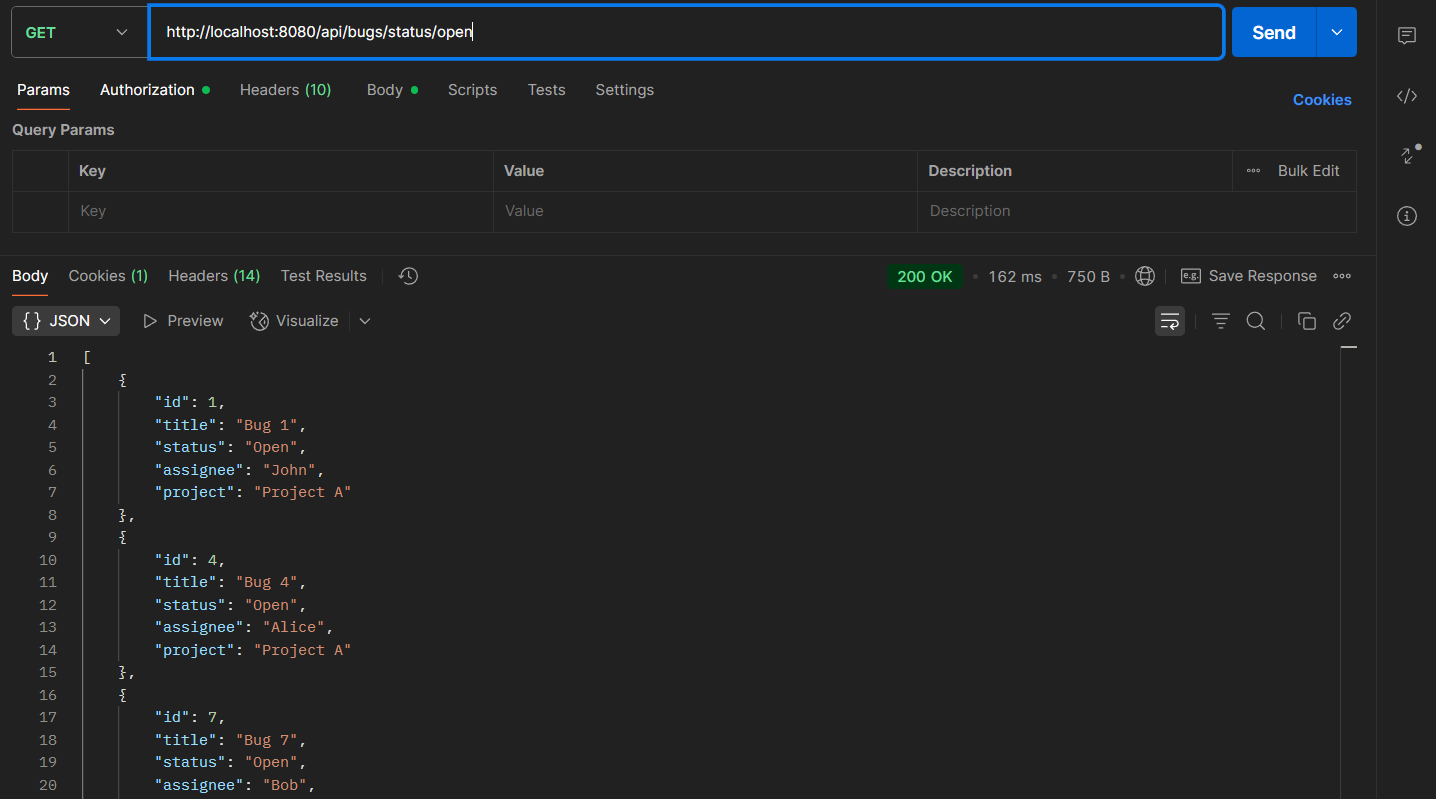 GET http://localhost:8080/api/bugs/status/open Send
Params Authorization Headers (10) Body Scripts Tests Settings Cookies
Query Params
Key Value Description Bulk Edit
Key Value Description
Body Cookies (1) Headers (14) Test Results 200 OK 162 ms 750 B e.g. Save Response
{} JSON Preview Visualize
1 [
2 {
3 "id": 1,
4 "title": "Bug 1",
5 "status": "Open",
6 "assignee": "John",
7 "project": "Project A"
8 },
9 {
10 "id": 4,
11 "title": "Bug 4",
12 "status": "Open",
13 "assignee": "Alice",
14 "project": "Project A"
15 },
16 {
17 "id": 7,
18 "title": "Bug 7",
19 "status": "Open",
20 "assignee": "Bob",